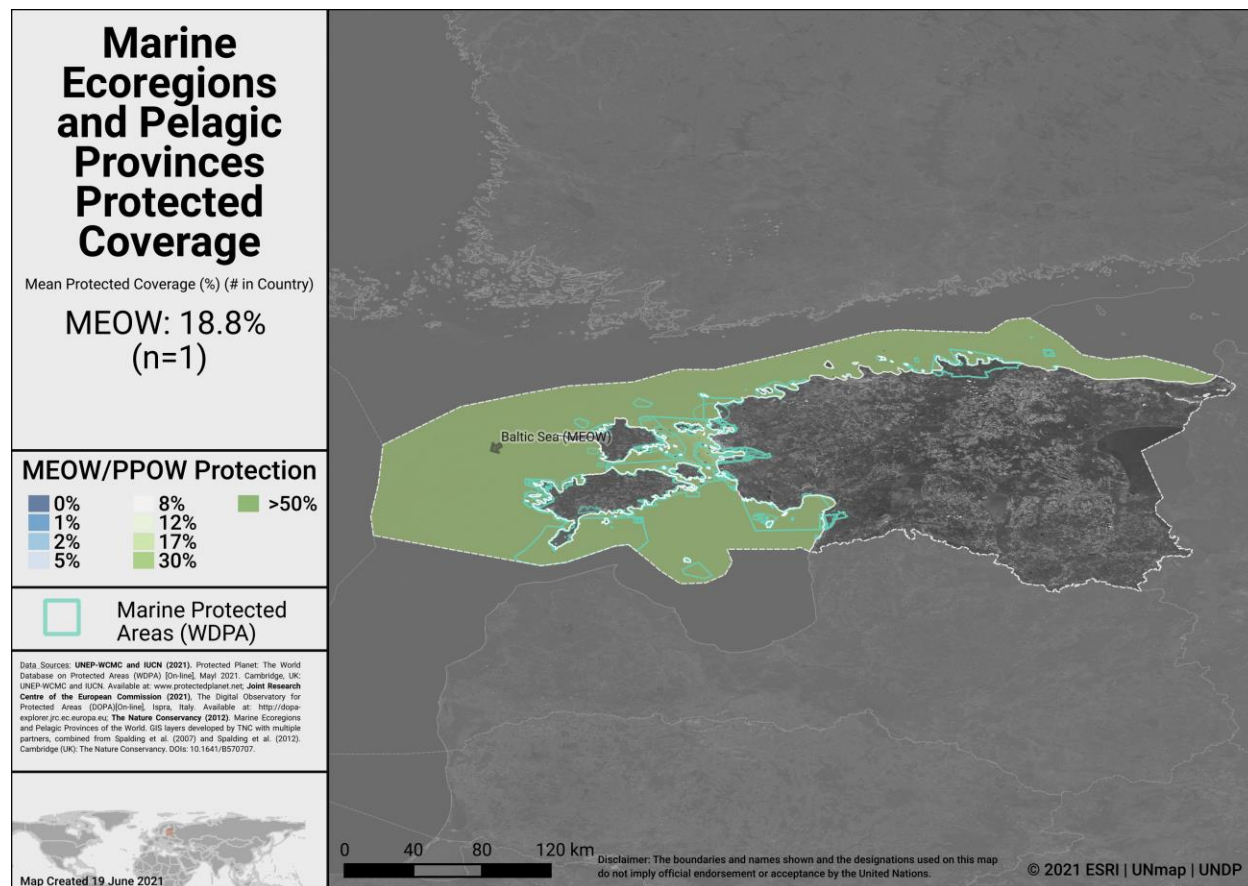 Marine
Ecoregions
and Pelagic
Provinces
Protected
Coverage
Mean Protected Coverage (%) (# in Country)
MEOW: 18.8%
(n=1)
MEOW/PPOW Protection
0%
1%
2%
5%
8%
12%
17%
30%
>50%
Marine Protected
Areas (WDPA)
Data Sources: UNEP-WCMC and IUCN (2021). Protected Planet: The World
Database on Protected Areas (WDPA) [On-line], Mayl 2021. Cambridge, UK:
UNEP-WCMC and IUCN. Available at: www.protectedplanet.net; Joint Research
Centre of the European Commission (2021), The Digital Observatory for
Protected Areas (DOPA)[On-line], Ispra, Italy. Available at: http://dopa-
explorer.jrc.ec.europa.eu; The Nature Conservancy (2012). Marine Ecoregions
and Pelagic Provinces of the World. GIS layers developed by TNC with multiple
partners, combined from Spalding et al. (2007) and Spalding et al. (2012).
Cambridge (UK): The Nature Conservancy. DOIs: 10.1641/B570707.
Map Created 19 June 2021
Baltic Sea (MEOW)
0 40 80 120 km
Disclaimer: The boundaries and names shown and the designations used on this map
do not imply official endorsement or acceptance by the United Nations.
© 2021 ESRI | UNmap | UNDP